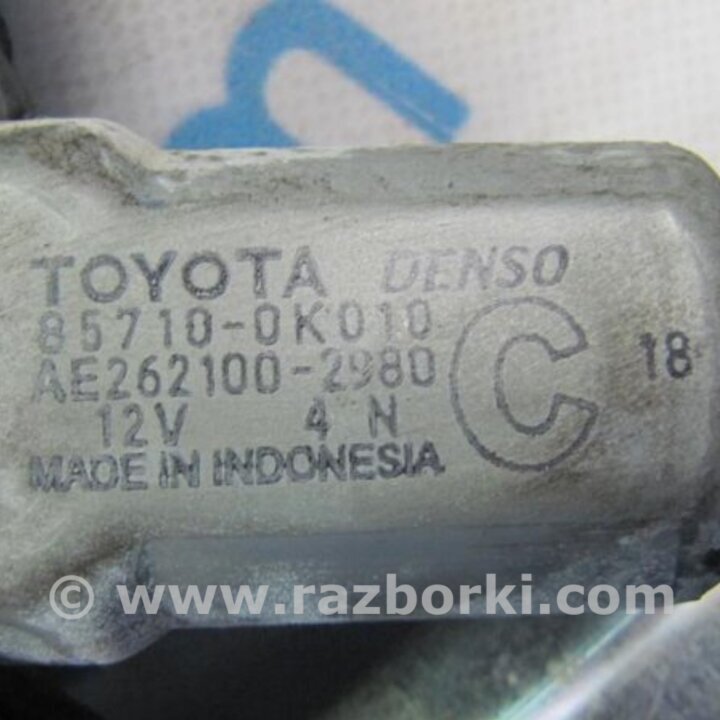 TOYOTA DENSO
85710-0K010
AE262100-2980
12V 4 N
MADE IN INDONESIA
C
18
© www.razborki.com